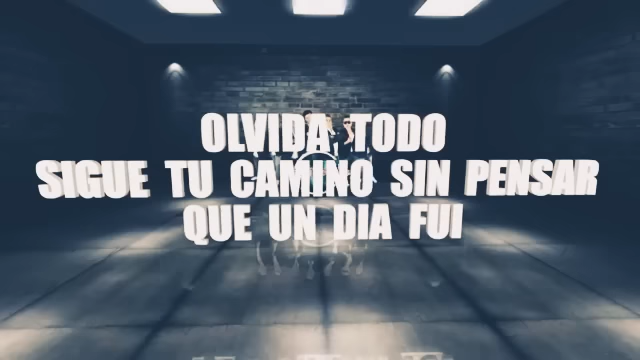 OLVIDA TODO
SIGUE TU CAMINO SIN PENSAR
QUE UN DIA FUI